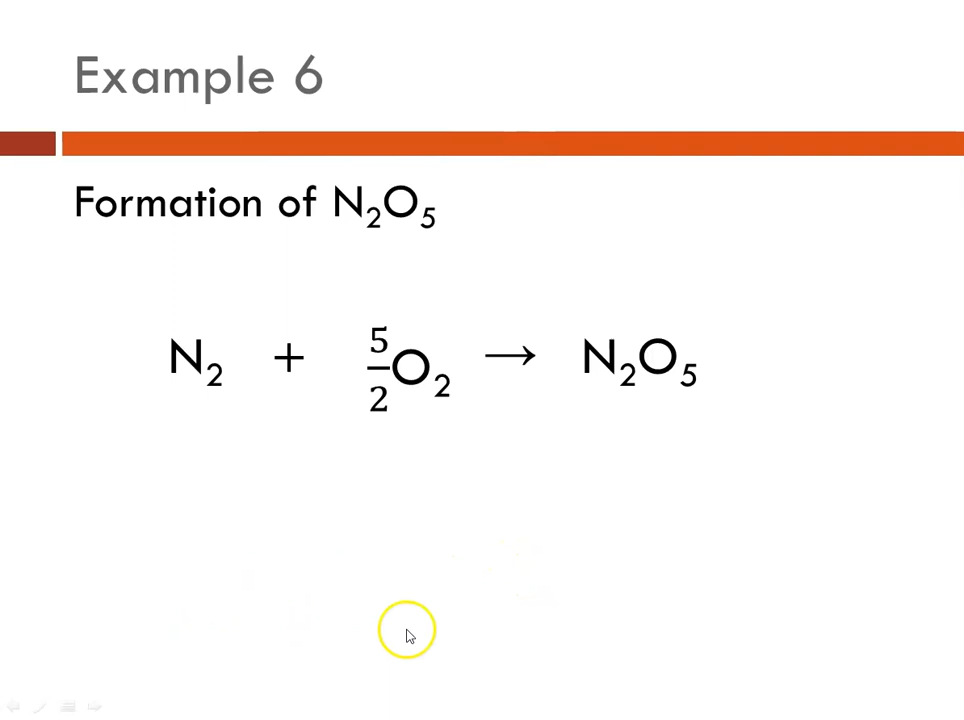 Example 6
Formation of N₂O₅
N₂ + 5/2 O₂ → N₂O₅